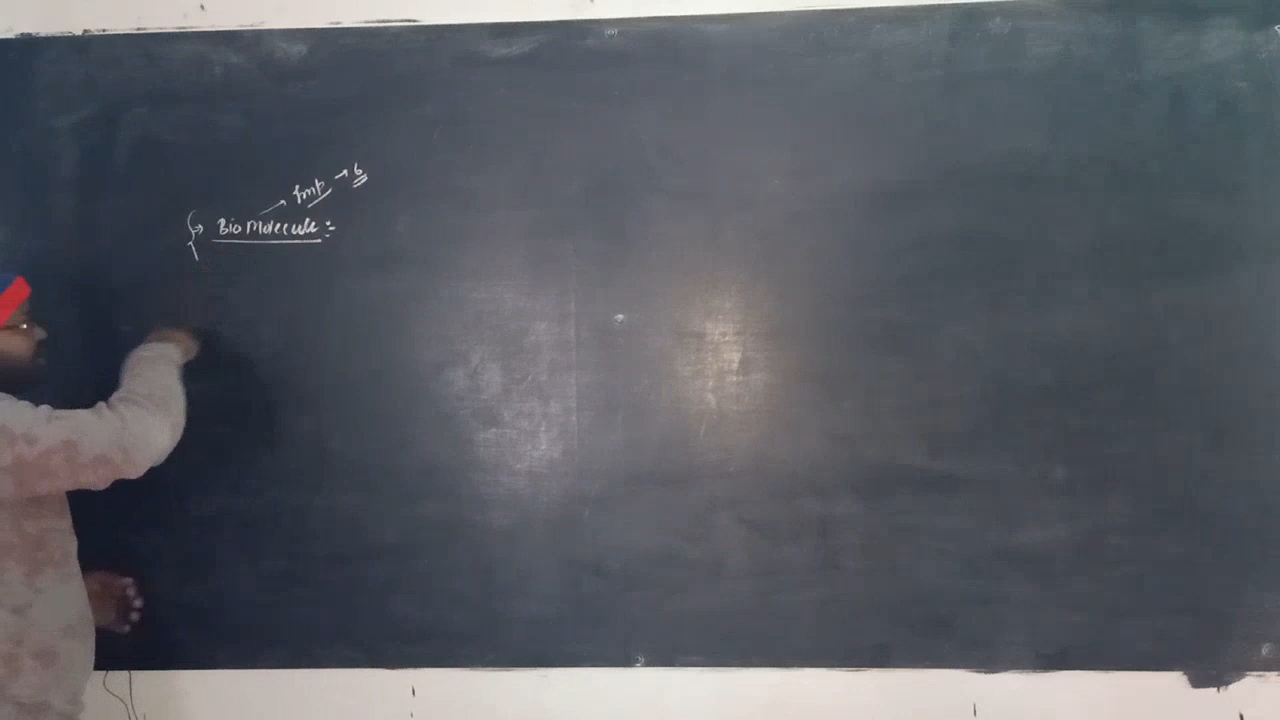 → Imp → 6
→ Bio Molecule :-